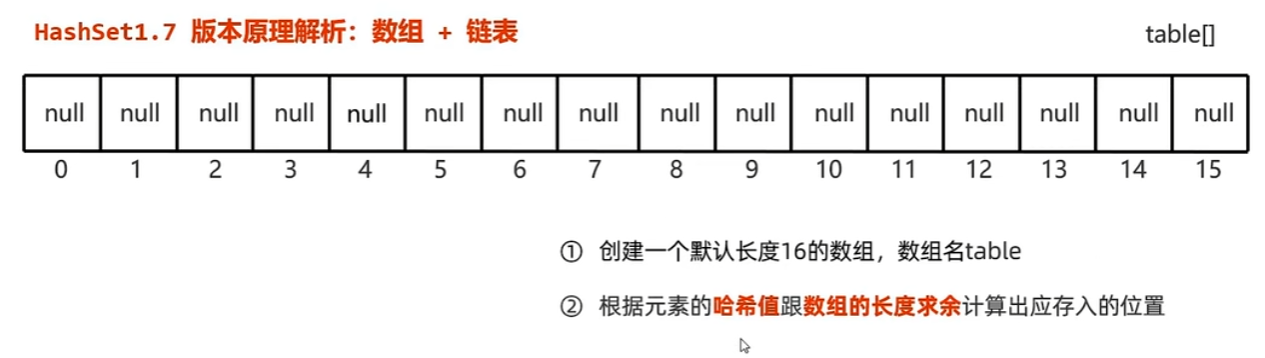 HashSet1.7 版本原理解析：数组 + 链表
table[]
null null null null null null null null null null null null null null null null
0 1 2 3 4 5 6 7 8 9 10 11 12 13 14 15
① 创建一个默认长度16的数组，数组名table
② 根据元素的哈希值跟数组的长度求余计算出应存入的位置